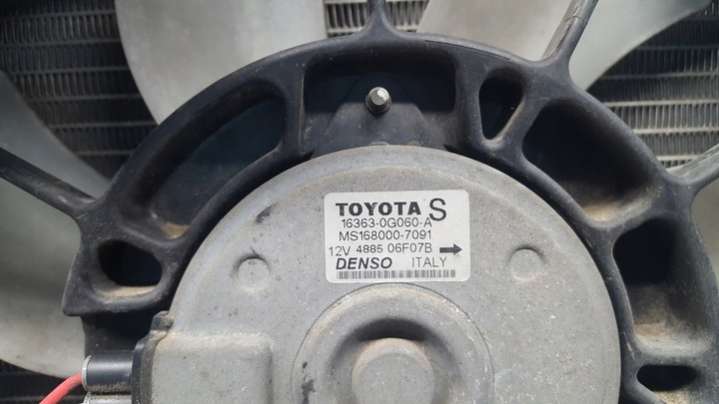 TOYOTA S
16363-0G060-A
MS168000-7091
12V 4885 06F07B →
DENSO ITALY